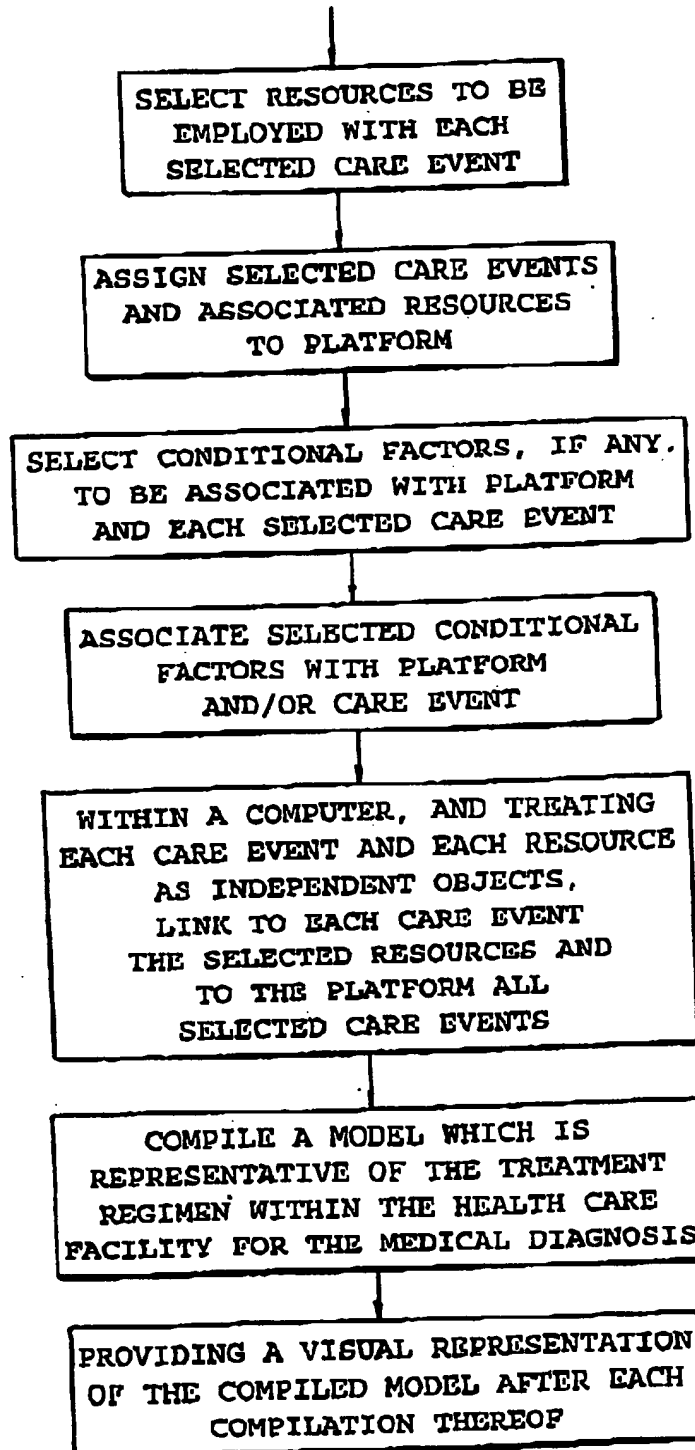 SELECT RESOURCES TO BE
EMPLOYED WITH EACH
SELECTED CARE EVENT
ASSIGN SELECTED CARE EVENTS
AND ASSOCIATED RESOURCES
TO PLATFORM
SELECT CONDITIONAL FACTORS, IF ANY.
TO BE ASSOCIATED WITH PLATFORM
AND EACH SELECTED CARE EVENT
ASSOCIATE SELECTED CONDITIONAL
FACTORS WITH PLATFORM
AND/OR CARE EVENT
WITHIN A COMPUTER, AND TREATING
EACH CARE EVENT AND EACH RESOURCE
AS INDEPENDENT OBJECTS,
LINK TO EACH CARE EVENT
THE SELECTED RESOURCES AND
TO THE PLATFORM ALL
SELECTED CARE EVENTS
COMPILE A MODEL WHICH IS
REPRESENTATIVE OF THE TREATMENT
REGIMEN WITHIN THE HEALTH CARE
FACILITY FOR THE MEDICAL DIAGNOSIS
PROVIDING A VISUAL REPRESENTATION
OF THE COMPILED MODEL AFTER EACH
COMPILATION THEREOF